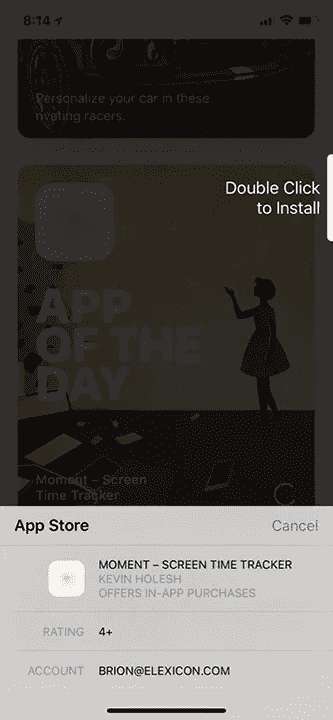 8:14
Personalize your car in these
riveting racers.
Double Click
to Install
APP
OF THE
DAY
Moment – Screen
Time Tracker
App Store
Cancel
MOMENT – SCREEN TIME TRACKER
KEVIN HOLESH
OFFERS IN-APP PURCHASES
RATING 4+
ACCOUNT BRION@ELEXICON.COM